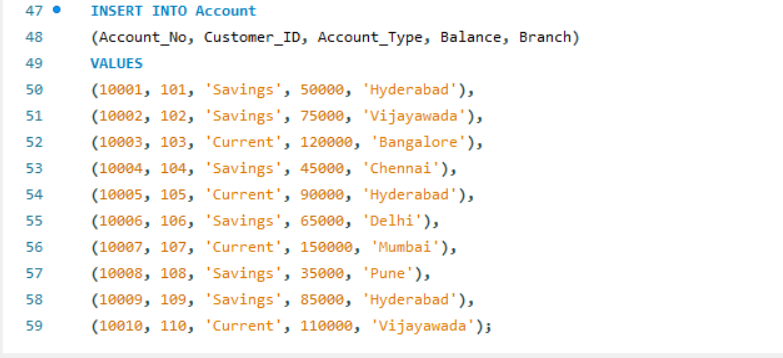 47 INSERT INTO Account
48 (Account_No, Customer_ID, Account_Type, Balance, Branch)
49 VALUES
50 (10001, 101, 'Savings', 50000, 'Hyderabad'),
51 (10002, 102, 'Savings', 75000, 'Vijayawada'),
52 (10003, 103, 'Current', 120000, 'Bangalore'),
53 (10004, 104, 'Savings', 45000, 'Chennai'),
54 (10005, 105, 'Current', 90000, 'Hyderabad'),
55 (10006, 106, 'Savings', 65000, 'Delhi'),
56 (10007, 107, 'Current', 150000, 'Mumbai'),
57 (10008, 108, 'Savings', 35000, 'Pune'),
58 (10009, 109, 'Savings', 85000, 'Hyderabad'),
59 (10010, 110, 'Current', 110000, 'Vijayawada');